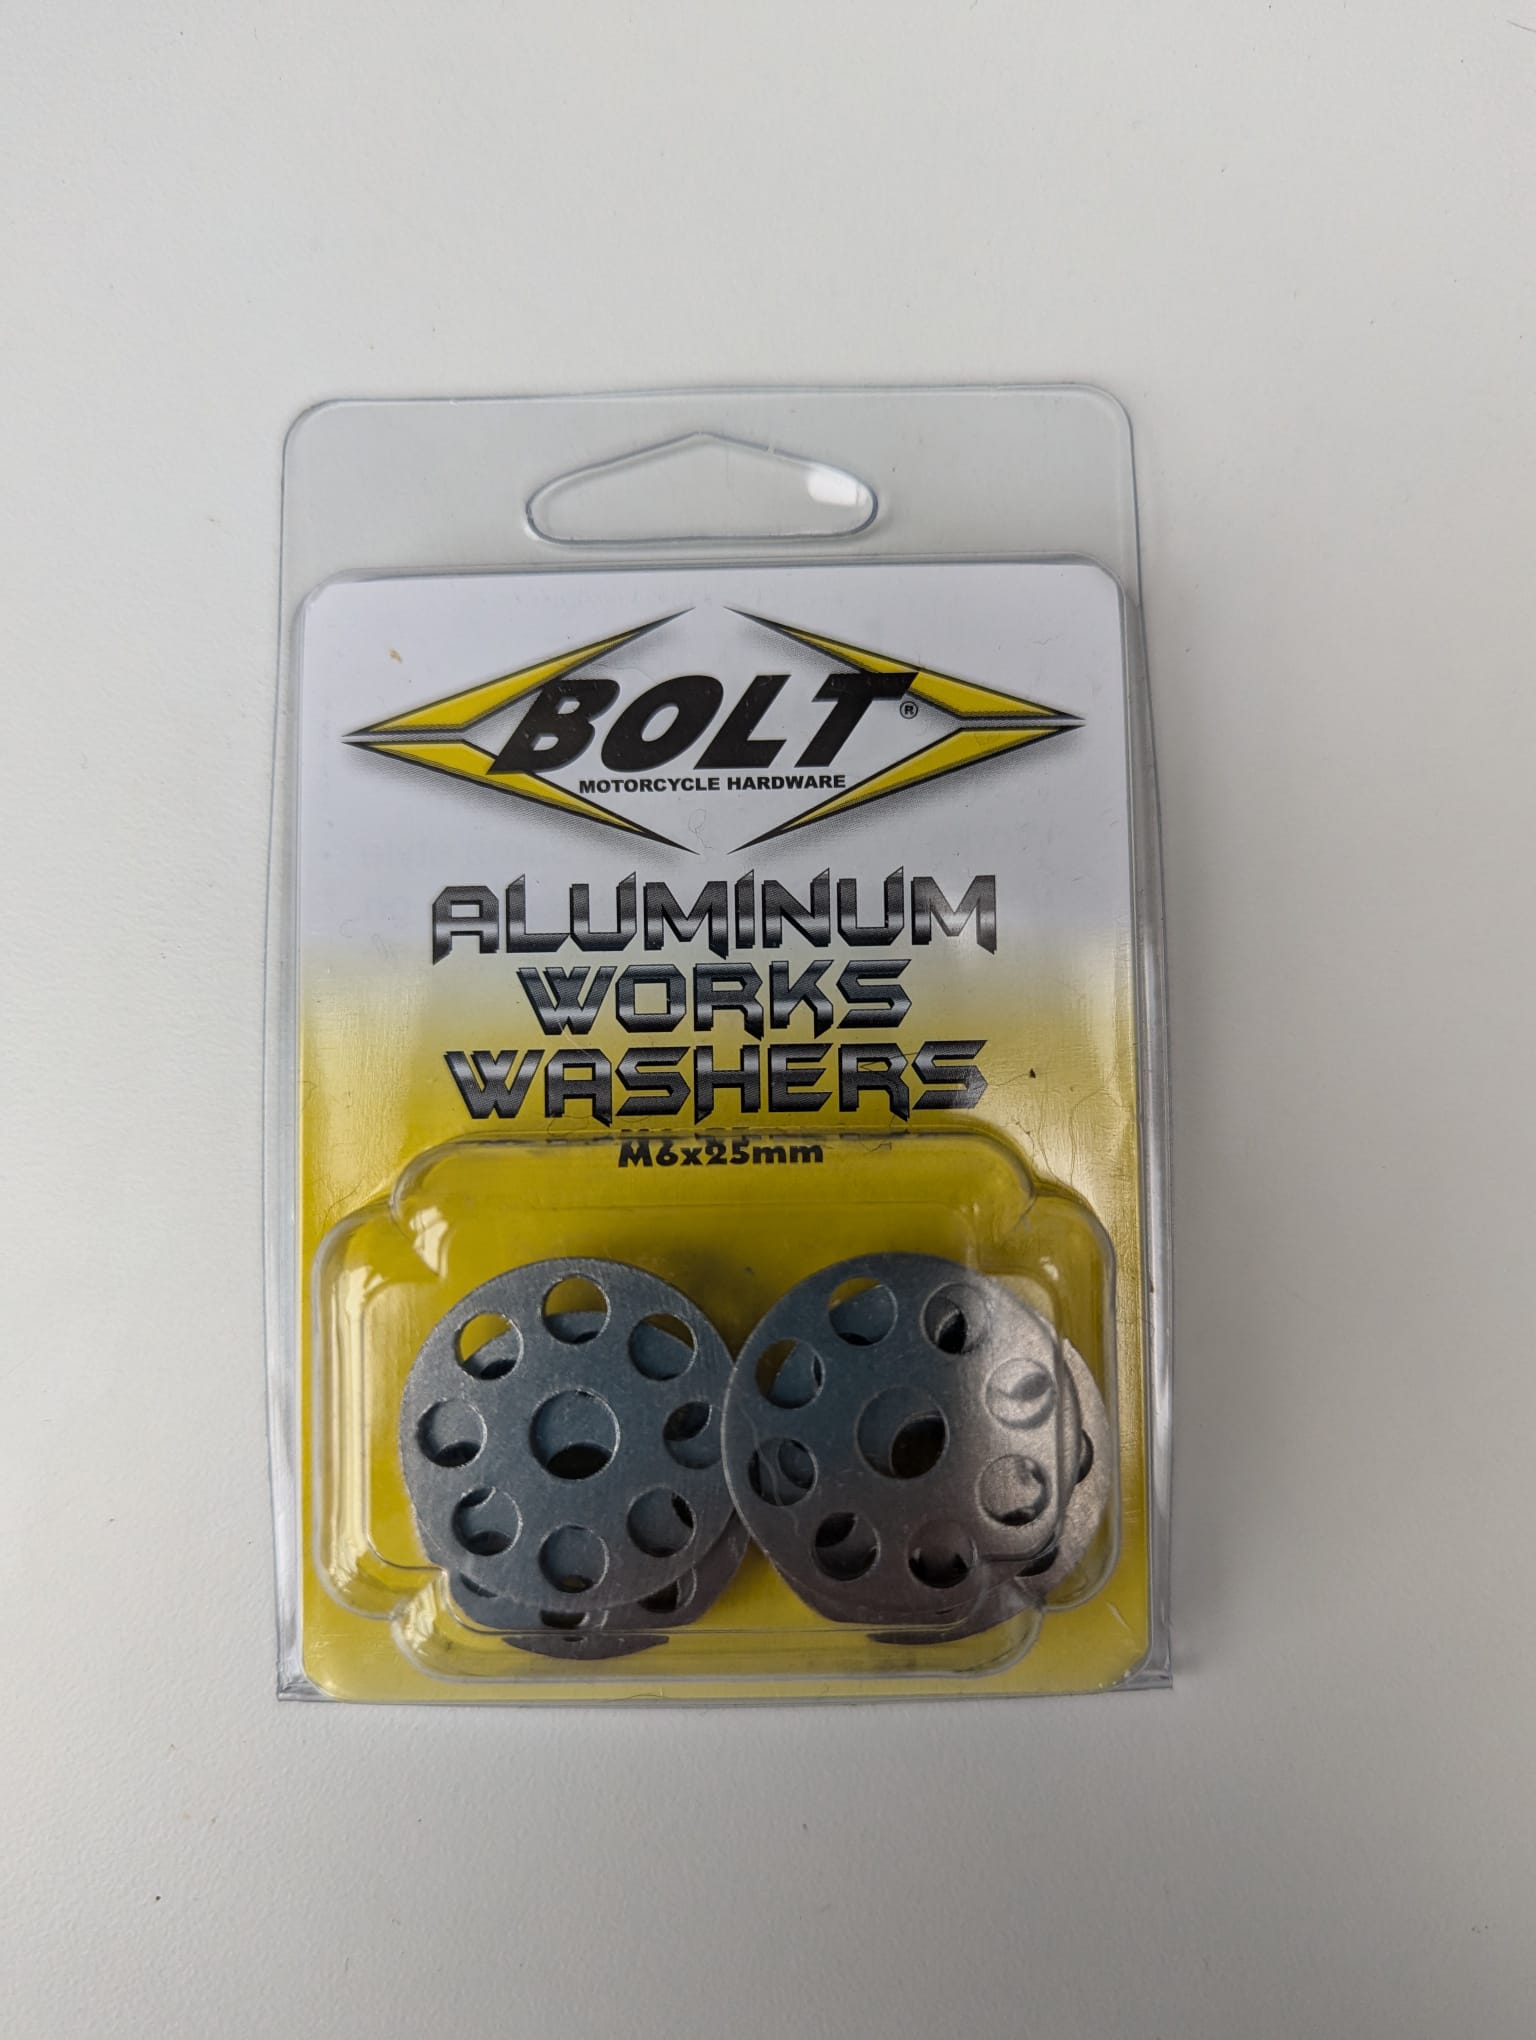 BOLT®
MOTORCYCLE HARDWARE
ALUMINUM
WORKS
WASHERS
M6x25mm